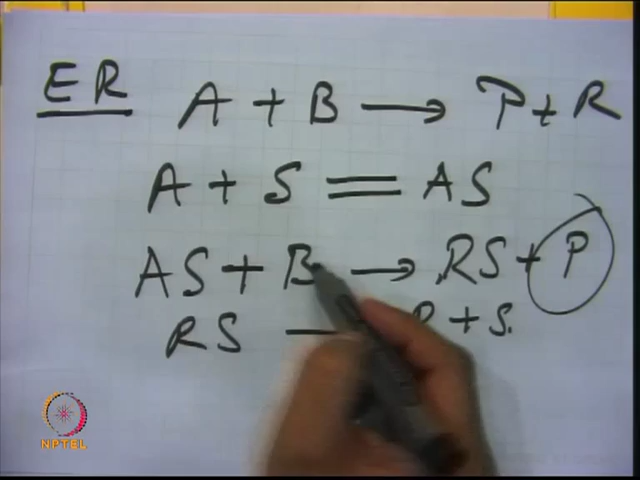 ER A + B → P + R
A + S = AS
AS + B → RS + P
RS — + S.
NPTEL